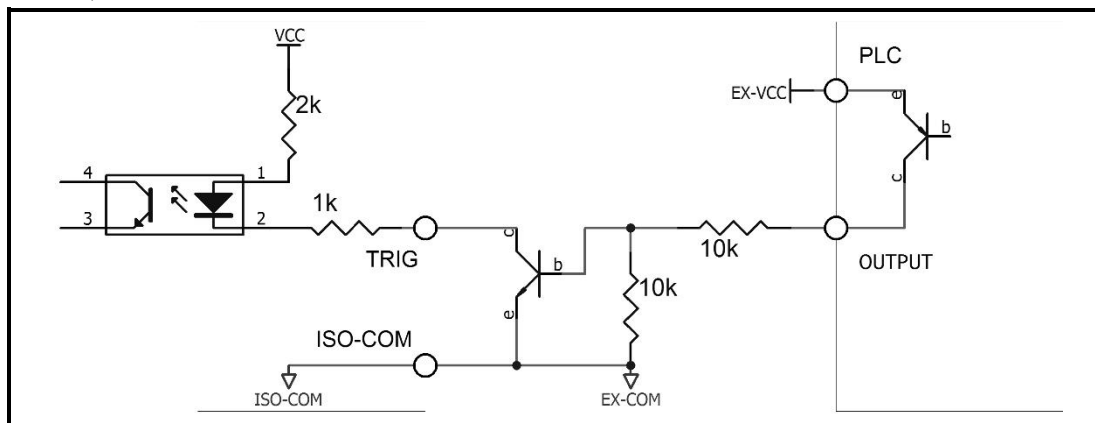 VCC
PLC
2k
EX-VCC
e
b
4
1
c
3
2
1k
c
10k
TRIG
b
OUTPUT
10k
e
ISO-COM
ISO-COM
EX-COM